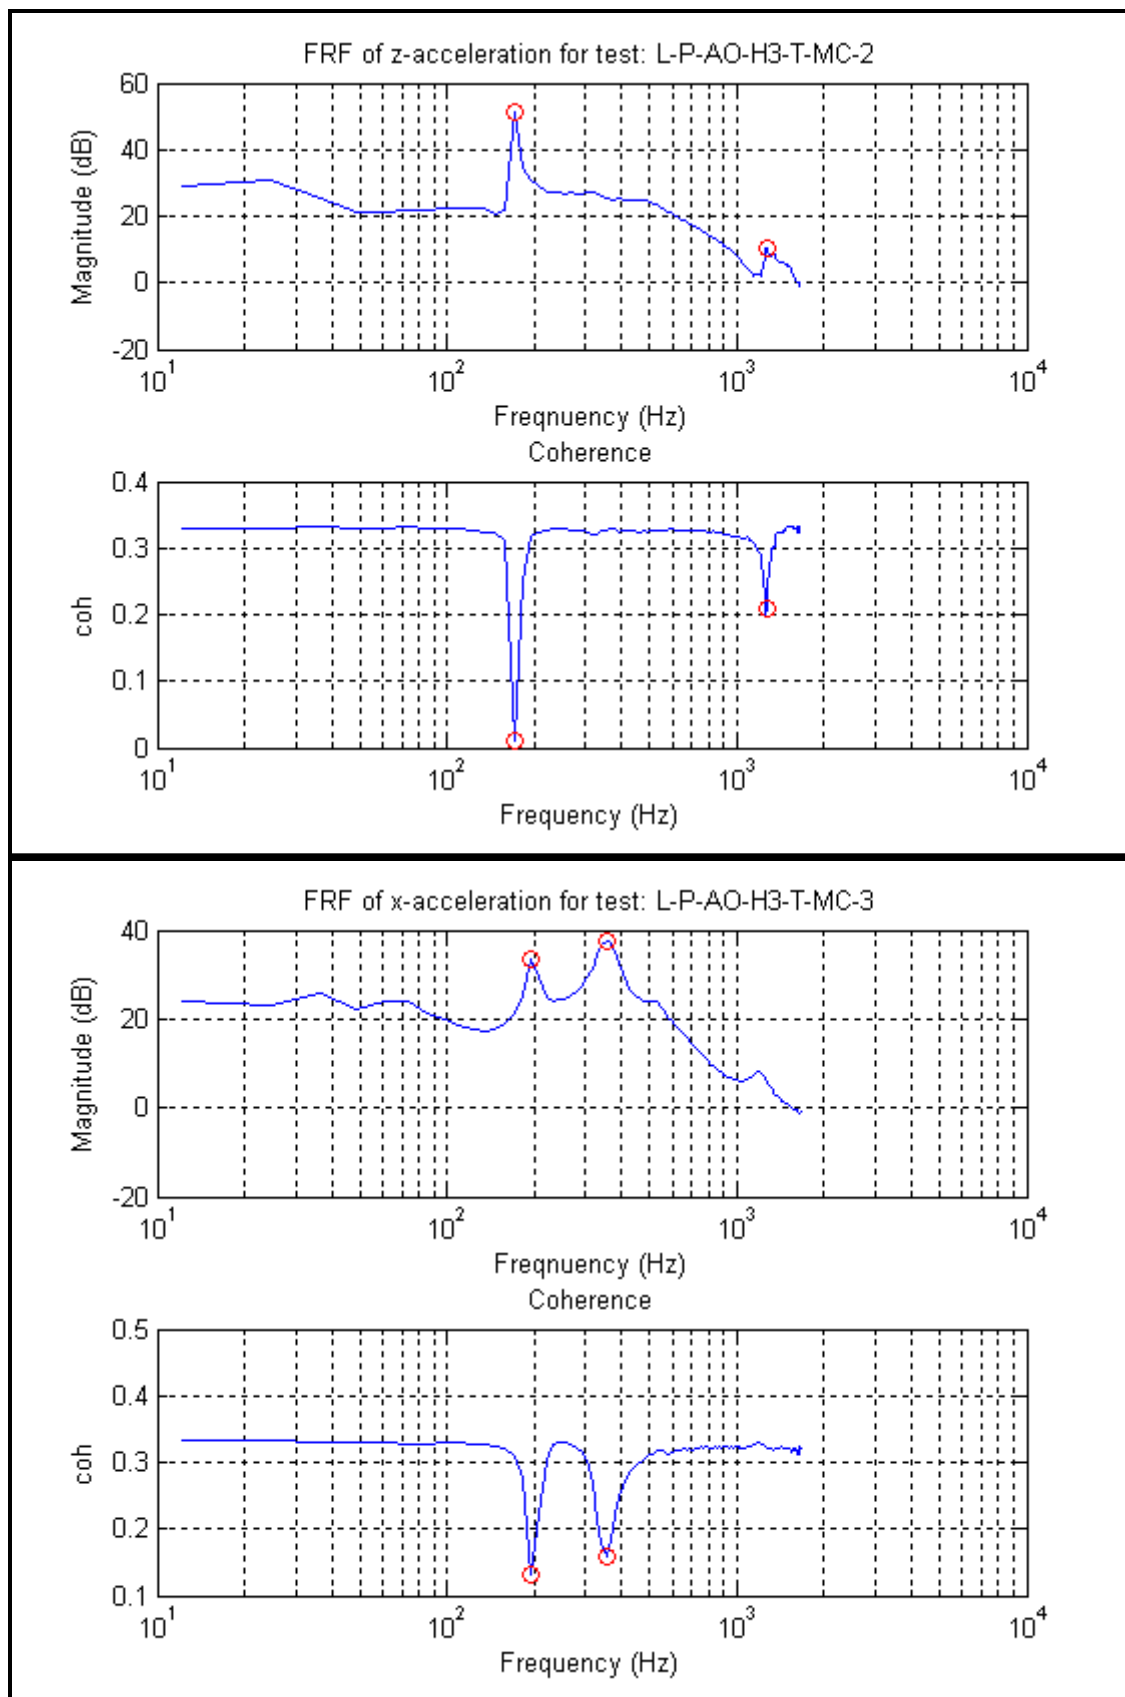 FRF of z-acceleration for test: L-P-AO-H3-T-MC-2
60
40
20
0
-20
Magnitude (dB)
10^1 10^2 10^3 10^4
Freqnuency (Hz)
Coherence
0.4
0.3
0.2
0.1
0
coh
10^1 10^2 10^3 10^4
Frequency (Hz)
FRF of x-acceleration for test: L-P-AO-H3-T-MC-3
40
20
0
-20
Magnitude (dB)
10^1 10^2 10^3 10^4
Freqnuency (Hz)
Coherence
0.5
0.4
0.3
0.2
0.1
coh
10^1 10^2 10^3 10^4
Frequency (Hz)